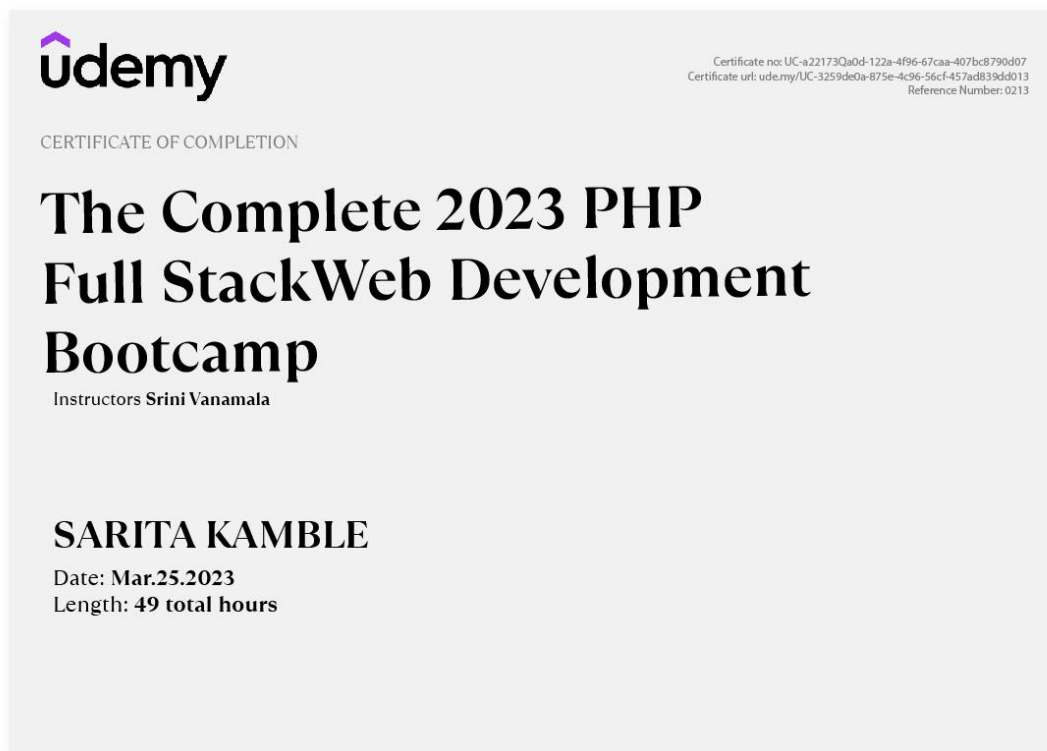 udemy
Certificate no: UC-a22173Qa0d-122a-4f96-67caa-407bc8790d07
Certificate url: ude.my/UC-3259de0a-875e-4c96-56cf-457ad839dd013
Reference Number: 0213
CERTIFICATE OF COMPLETION
The Complete 2023 PHP
Full StackWeb Development
Bootcamp
Instructors Srini Vanamala
SARITA KAMBLE
Date: Mar.25.2023
Length: 49 total hours